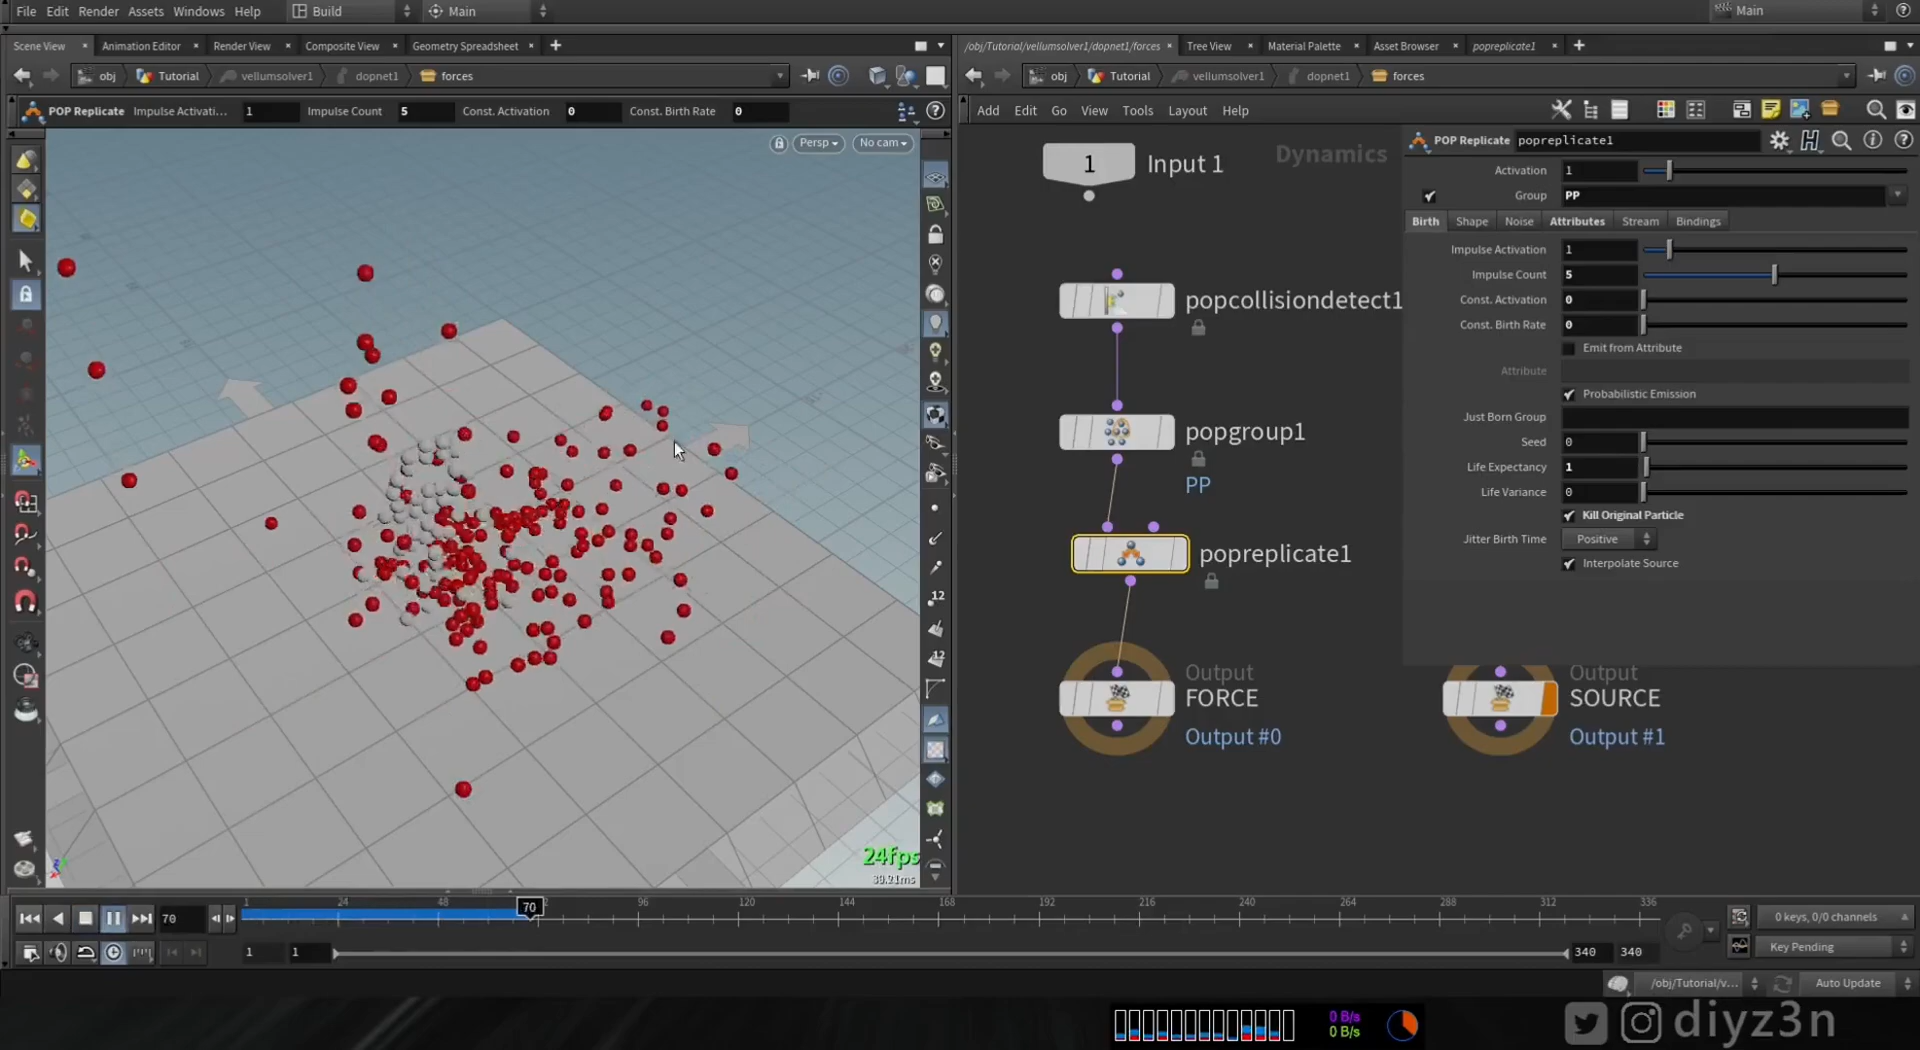 File Edit Render Assets Windows Help Build Main Main
Scene View Animation Editor Render View Composite View Geometry Spreadsheet
/obj/Tutorial/vellumsolver1/dopnet1/forces Tree View Material Palette Asset Browser popreplicate1
obj Tutorial vellumsolver1 dopnet1 forces
obj Tutorial vellumsolver1 dopnet1 forces
POP Replicate Impulse Activati... 1 Impulse Count 5 Const. Activation 0 Const. Birth Rate 0
Add Edit Go View Tools Layout Help
Persp No cam
12
12
24fps
39.21ms
1 Input 1
Dynamics
popcollisiondetect1
popgroup1
PP
popreplicate1
Output
FORCE
Output #0
Output
SOURCE
Output #1
POP Replicate popreplicate1
Activation 1
Group PP
Birth Shape Noise Attributes Stream Bindings
Impulse Activation 1
Impulse Count 5
Const. Activation 0
Const. Birth Rate 0
Emit from Attribute
Attribute
Probabilistic Emission
Just Born Group
Seed 0
Life Expectancy 1
Life Variance 0
Kill Original Particle
Jitter Birth Time Positive
Interpolate Source
70
1 24 48 70 2 96 120 144 168 192 216 240 264 288 312 336
0 keys, 0/0 channels
1 1 340 340
Key Pending
/obj/Tutorial/v... Auto Update
0 B/s
0 B/s
diyz3n